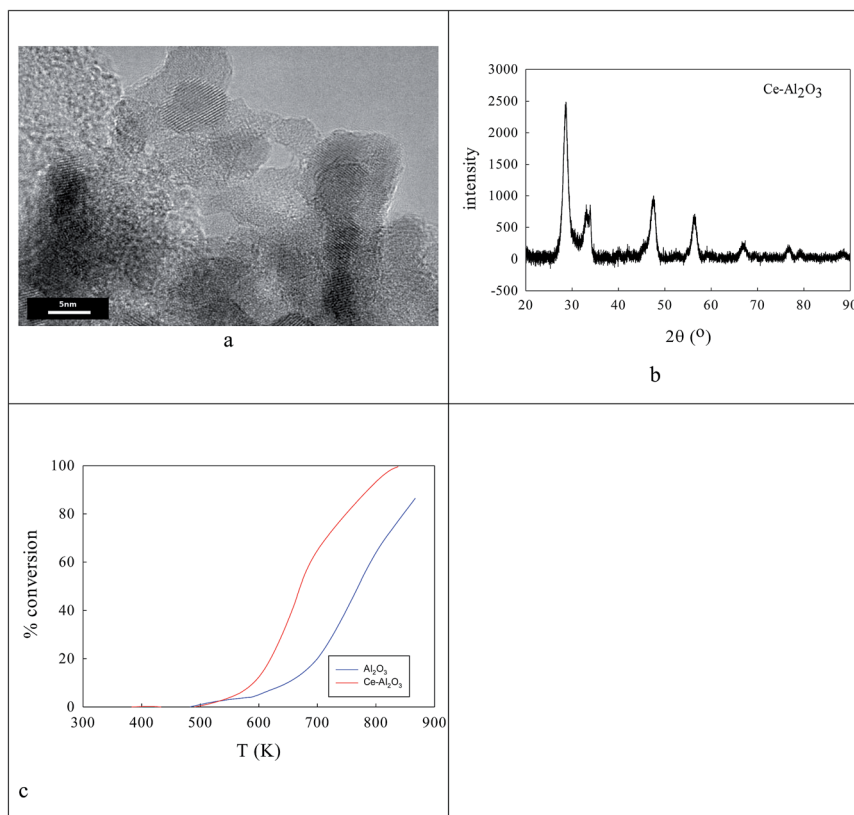 5nm
a
Ce-Al₂O₃
intensity
3000
2500
2000
1500
1000
500
0
-500
20 30 40 50 60 70 80 90
2θ (º)
b
% conversion
100
80
60
40
20
0
Al₂O₃
Ce-Al₂O₃
300 400 500 600 700 800 900
T (K)
c